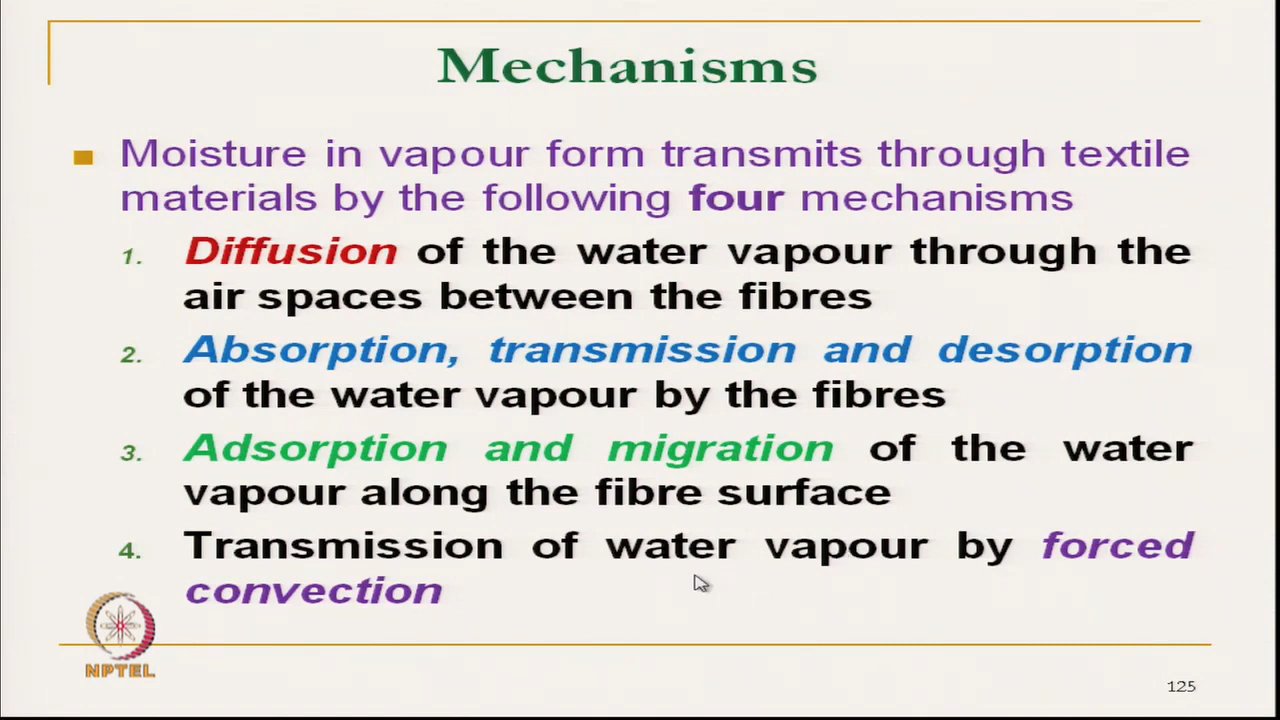 Mechanisms
Moisture in vapour form transmits through textile
materials by the following four mechanisms
1. Diffusion of the water vapour through the
air spaces between the fibres
2. Absorption, transmission and desorption
of the water vapour by the fibres
3. Adsorption and migration of the water
vapour along the fibre surface
4. Transmission of water vapour by forced
convection
NPTEL
125